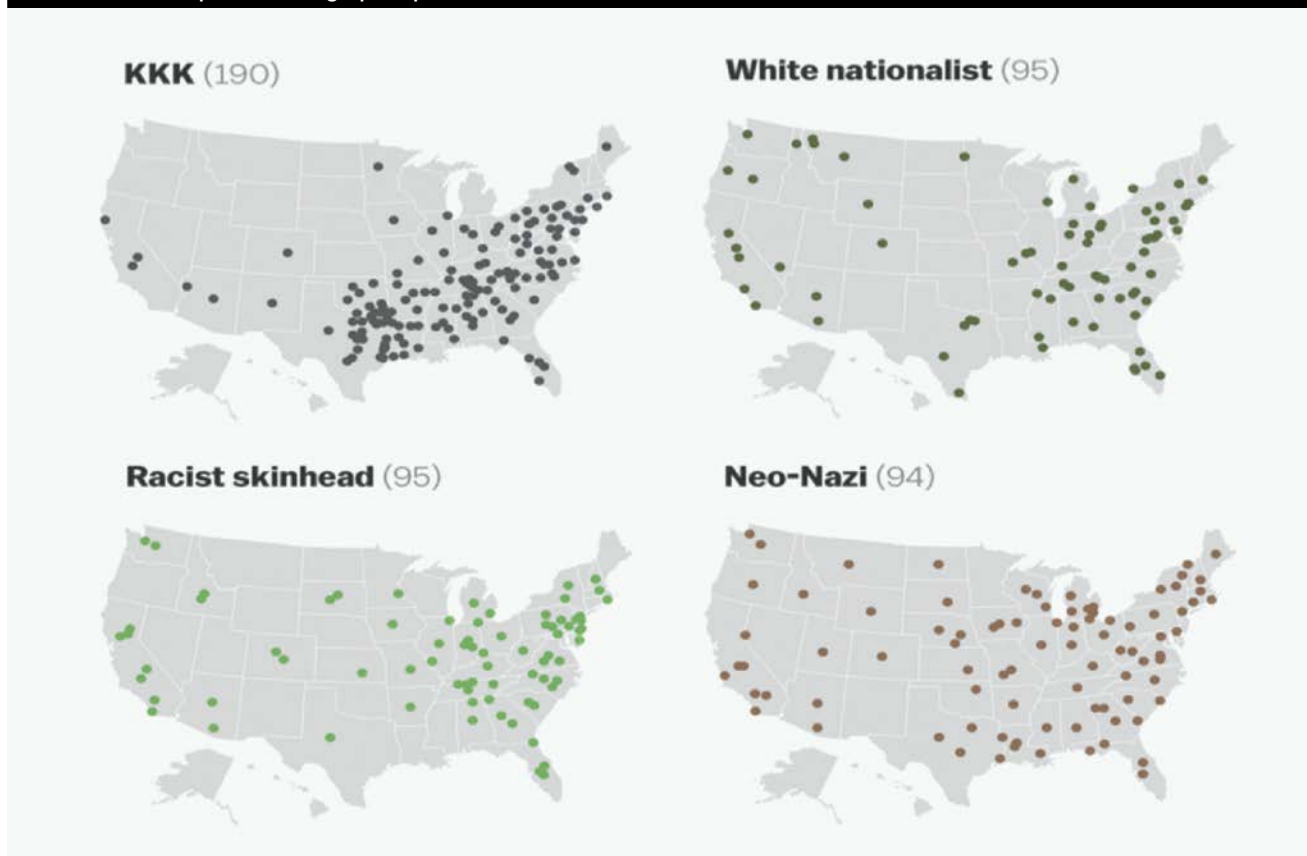 KKK (190)
White nationalist (95)
Racist skinhead (95)
Neo-Nazi (94)